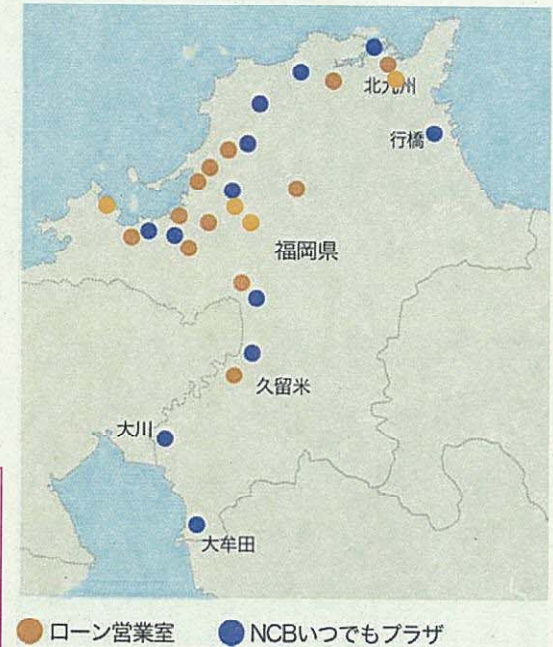 北九州
行橋
福岡県
久留米
大川
大牟田
ローン営業室 NCBいつでもプラザ